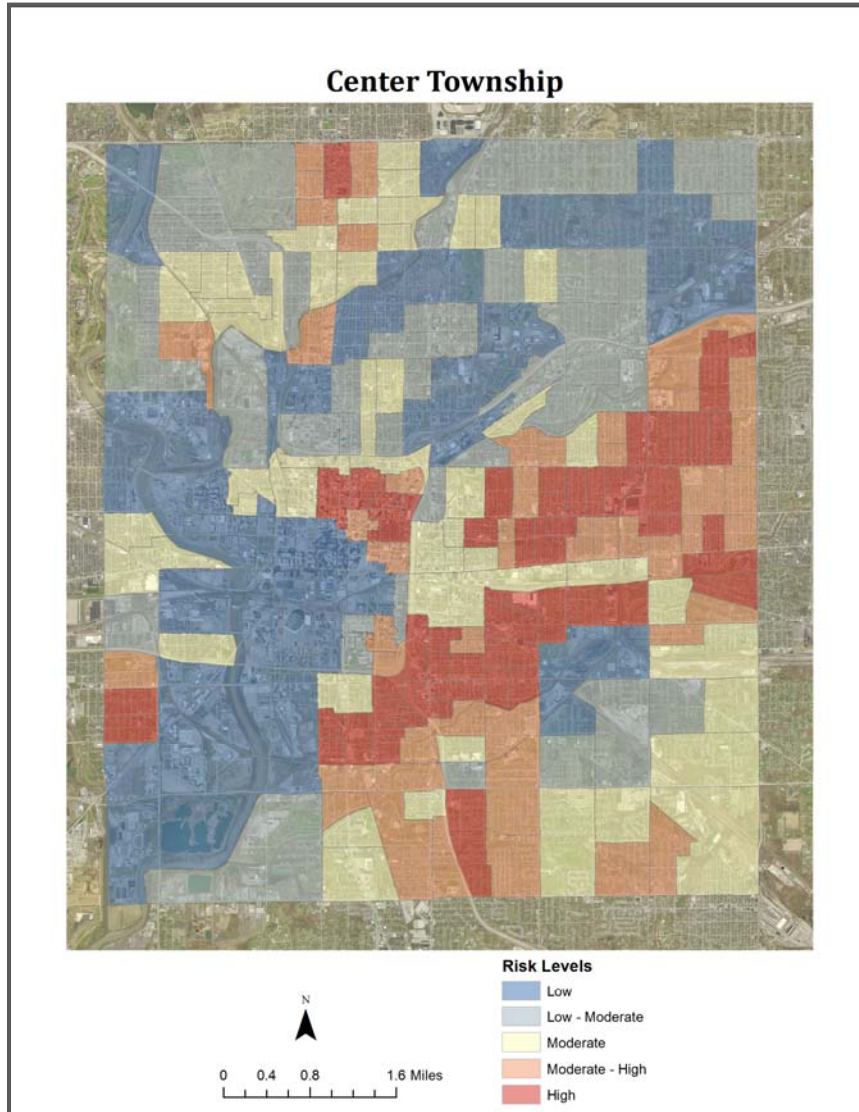 Center Township
Risk Levels
Low
Low - Moderate
Moderate
Moderate - High
High
N
0 0.4 0.8 1.6 Miles